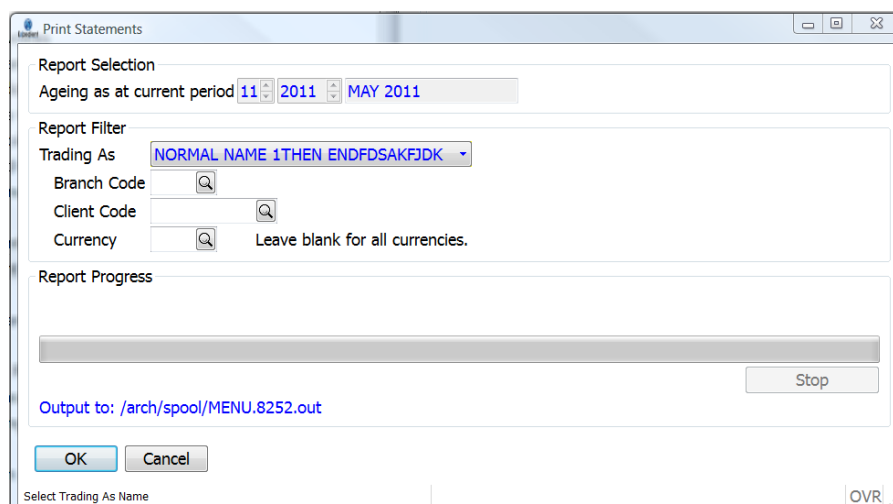 Print Statements
Report Selection
Ageing as at current period 11 2011 MAY 2011
Report Filter
Trading As NORMAL NAME 1THEN ENDFDSAKFJDK
Branch Code
Client Code
Currency Leave blank for all currencies.
Report Progress
Stop
Output to: /arch/spool/MENU.8252.out
OK Cancel
Select Trading As Name OVR